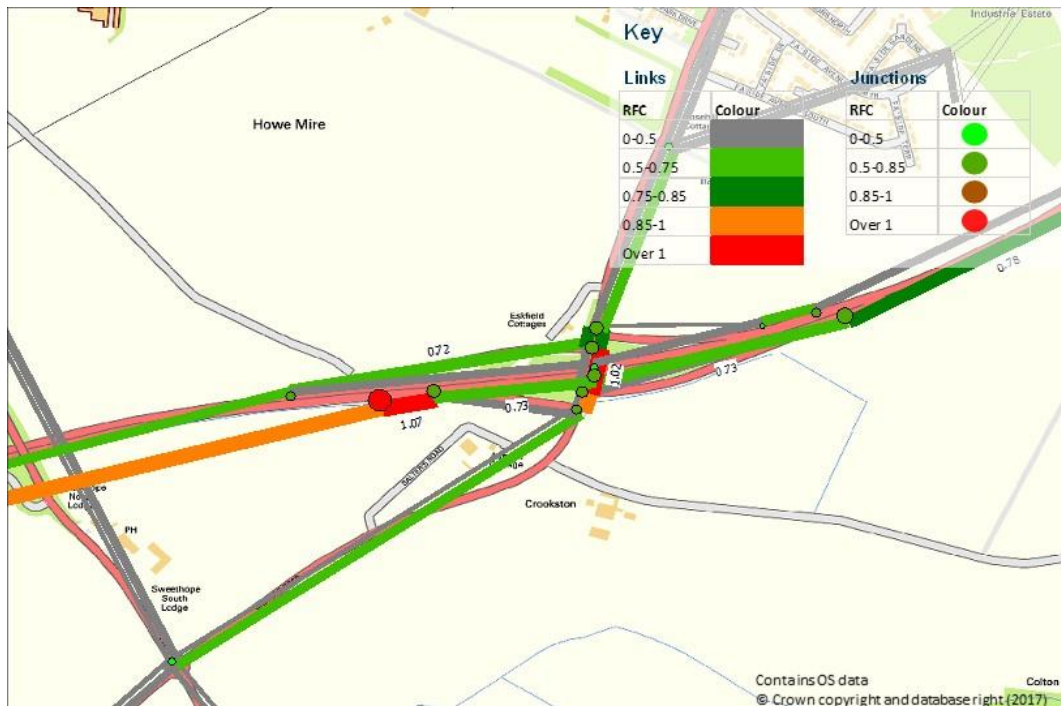 Industrial Estate
Key
Links
Junctions
RFC Colour
RFC Colour
0-0.5
0-0.5
0.5-0.75
0.5-0.85
0.75-0.85
0.85-1
0.85-1
Over 1
Over 1
Howe Mire
0.78
Eskfield
Cottages
0.72
1.02
0.73
0.73
1.07
SALTER'S ROAD
Crookston
PH
Sweethope
South
Lodge
Contains OS data
Colton
© Crown copyright and database right (2017)